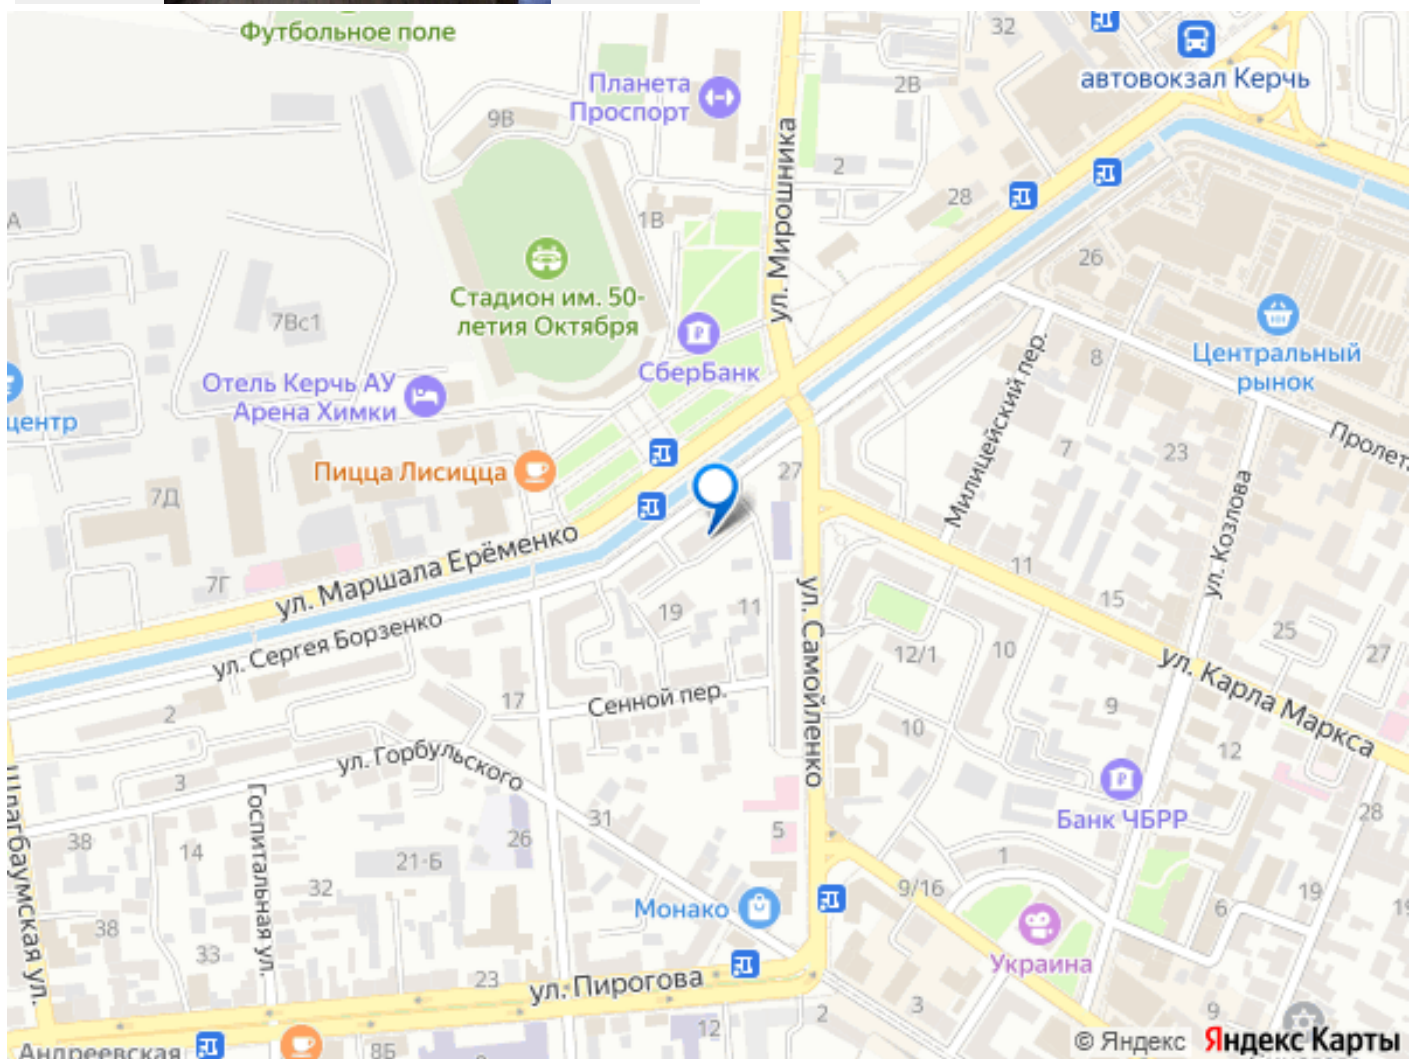 Футбольное поле
32
автовокзал Керчь
Планета
Проспорт
2В
9В
ул. Мирошника
2
28
1В
А
26
Стадион им. 50-
летия Октября
7Вс1
СберБанк
Центральный
рынок
8
Милицейский пер.
Отель Керчь АУ
Арена Химки
центр
Пролет
7
23
27
Пицца Лисицца
7Д
ул. Козлова
ул. Маршала Ерёменко
7Г
11
15
19
11
ул. Сергея Борзенко
ул. Самойленко
25
27
12/1
10
ул. Карла Маркса
Сенной пер.
17
2
9
10
12
ул. Горбульского
3
Шлагбаумская ул.
Госпитальная ул.
Банк ЧБРР
28
31
5
26
38
14
21-Б
1
32
9/16
19
6
Монако
38
33
Украина
23
ул. Пирогова
3
2
9
12
© Яндекс Яндекс Карты
Андреевская
8Б